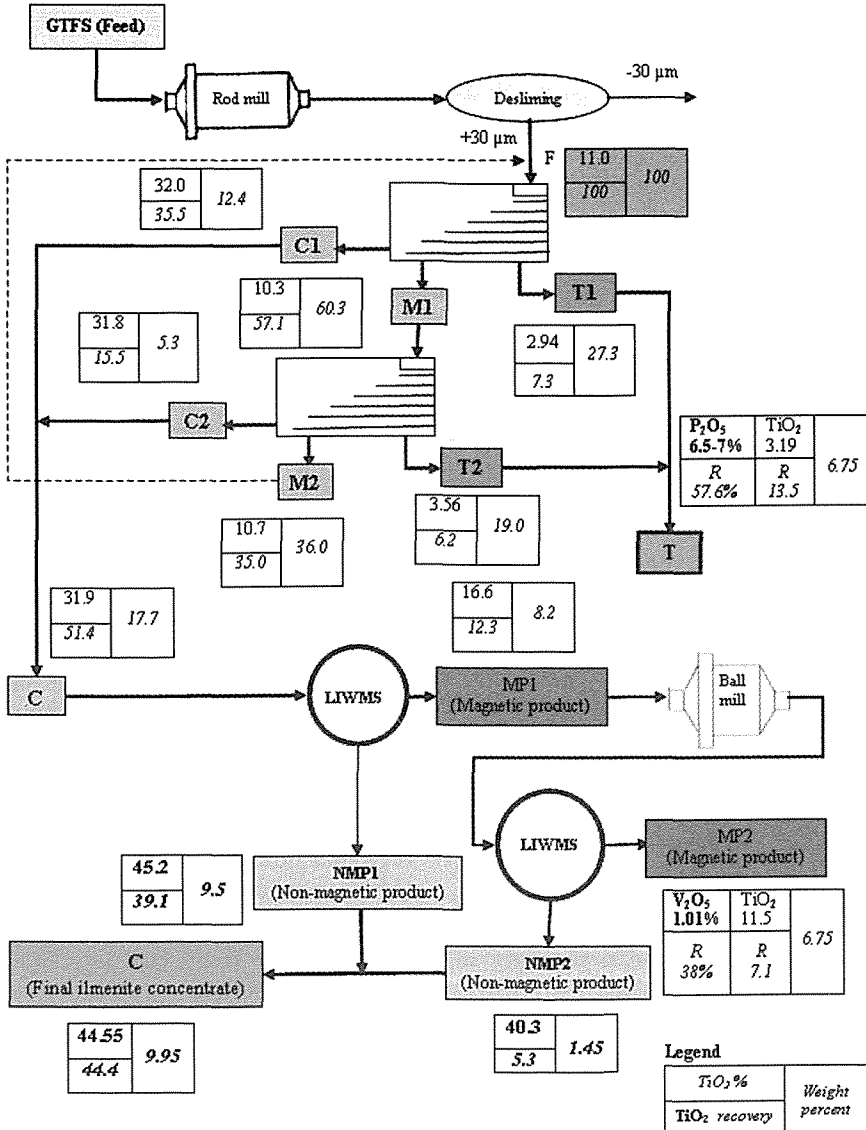 GTFS (Feed)
Rod mill
Desliming
-30 µm
+30 µm
F
11.0
100
100
32.0
35.5
12.4
C1
10.3
57.1
60.3
M1
T1
2.94
7.3
27.3
31.8
15.5
5.3
C2
M2
T2
P₂O₅
6.5-7%
TiO₂
3.19
R
57.6%
R
13.5
6.75
3.56
6.2
19.0
10.7
35.0
36.0
T
31.9
51.4
17.7
16.6
12.3
8.2
C
LIWMS
MP1
(Magnetic product)
Ball
mill
LIWMS
MP2
(Magnetic product)
45.2
39.1
9.5
NMP1
(Non-magnetic product)
V₂O₅
1.01%
TiO₂
11.5
R
38%
R
7.1
6.75
C
(Final ilmenite concentrate)
NMP2
(Non-magnetic product)
44.55
44.4
9.95
40.3
5.3
1.45
Legend
TiO₂ %
TiO₂ recovery
Weight
percent